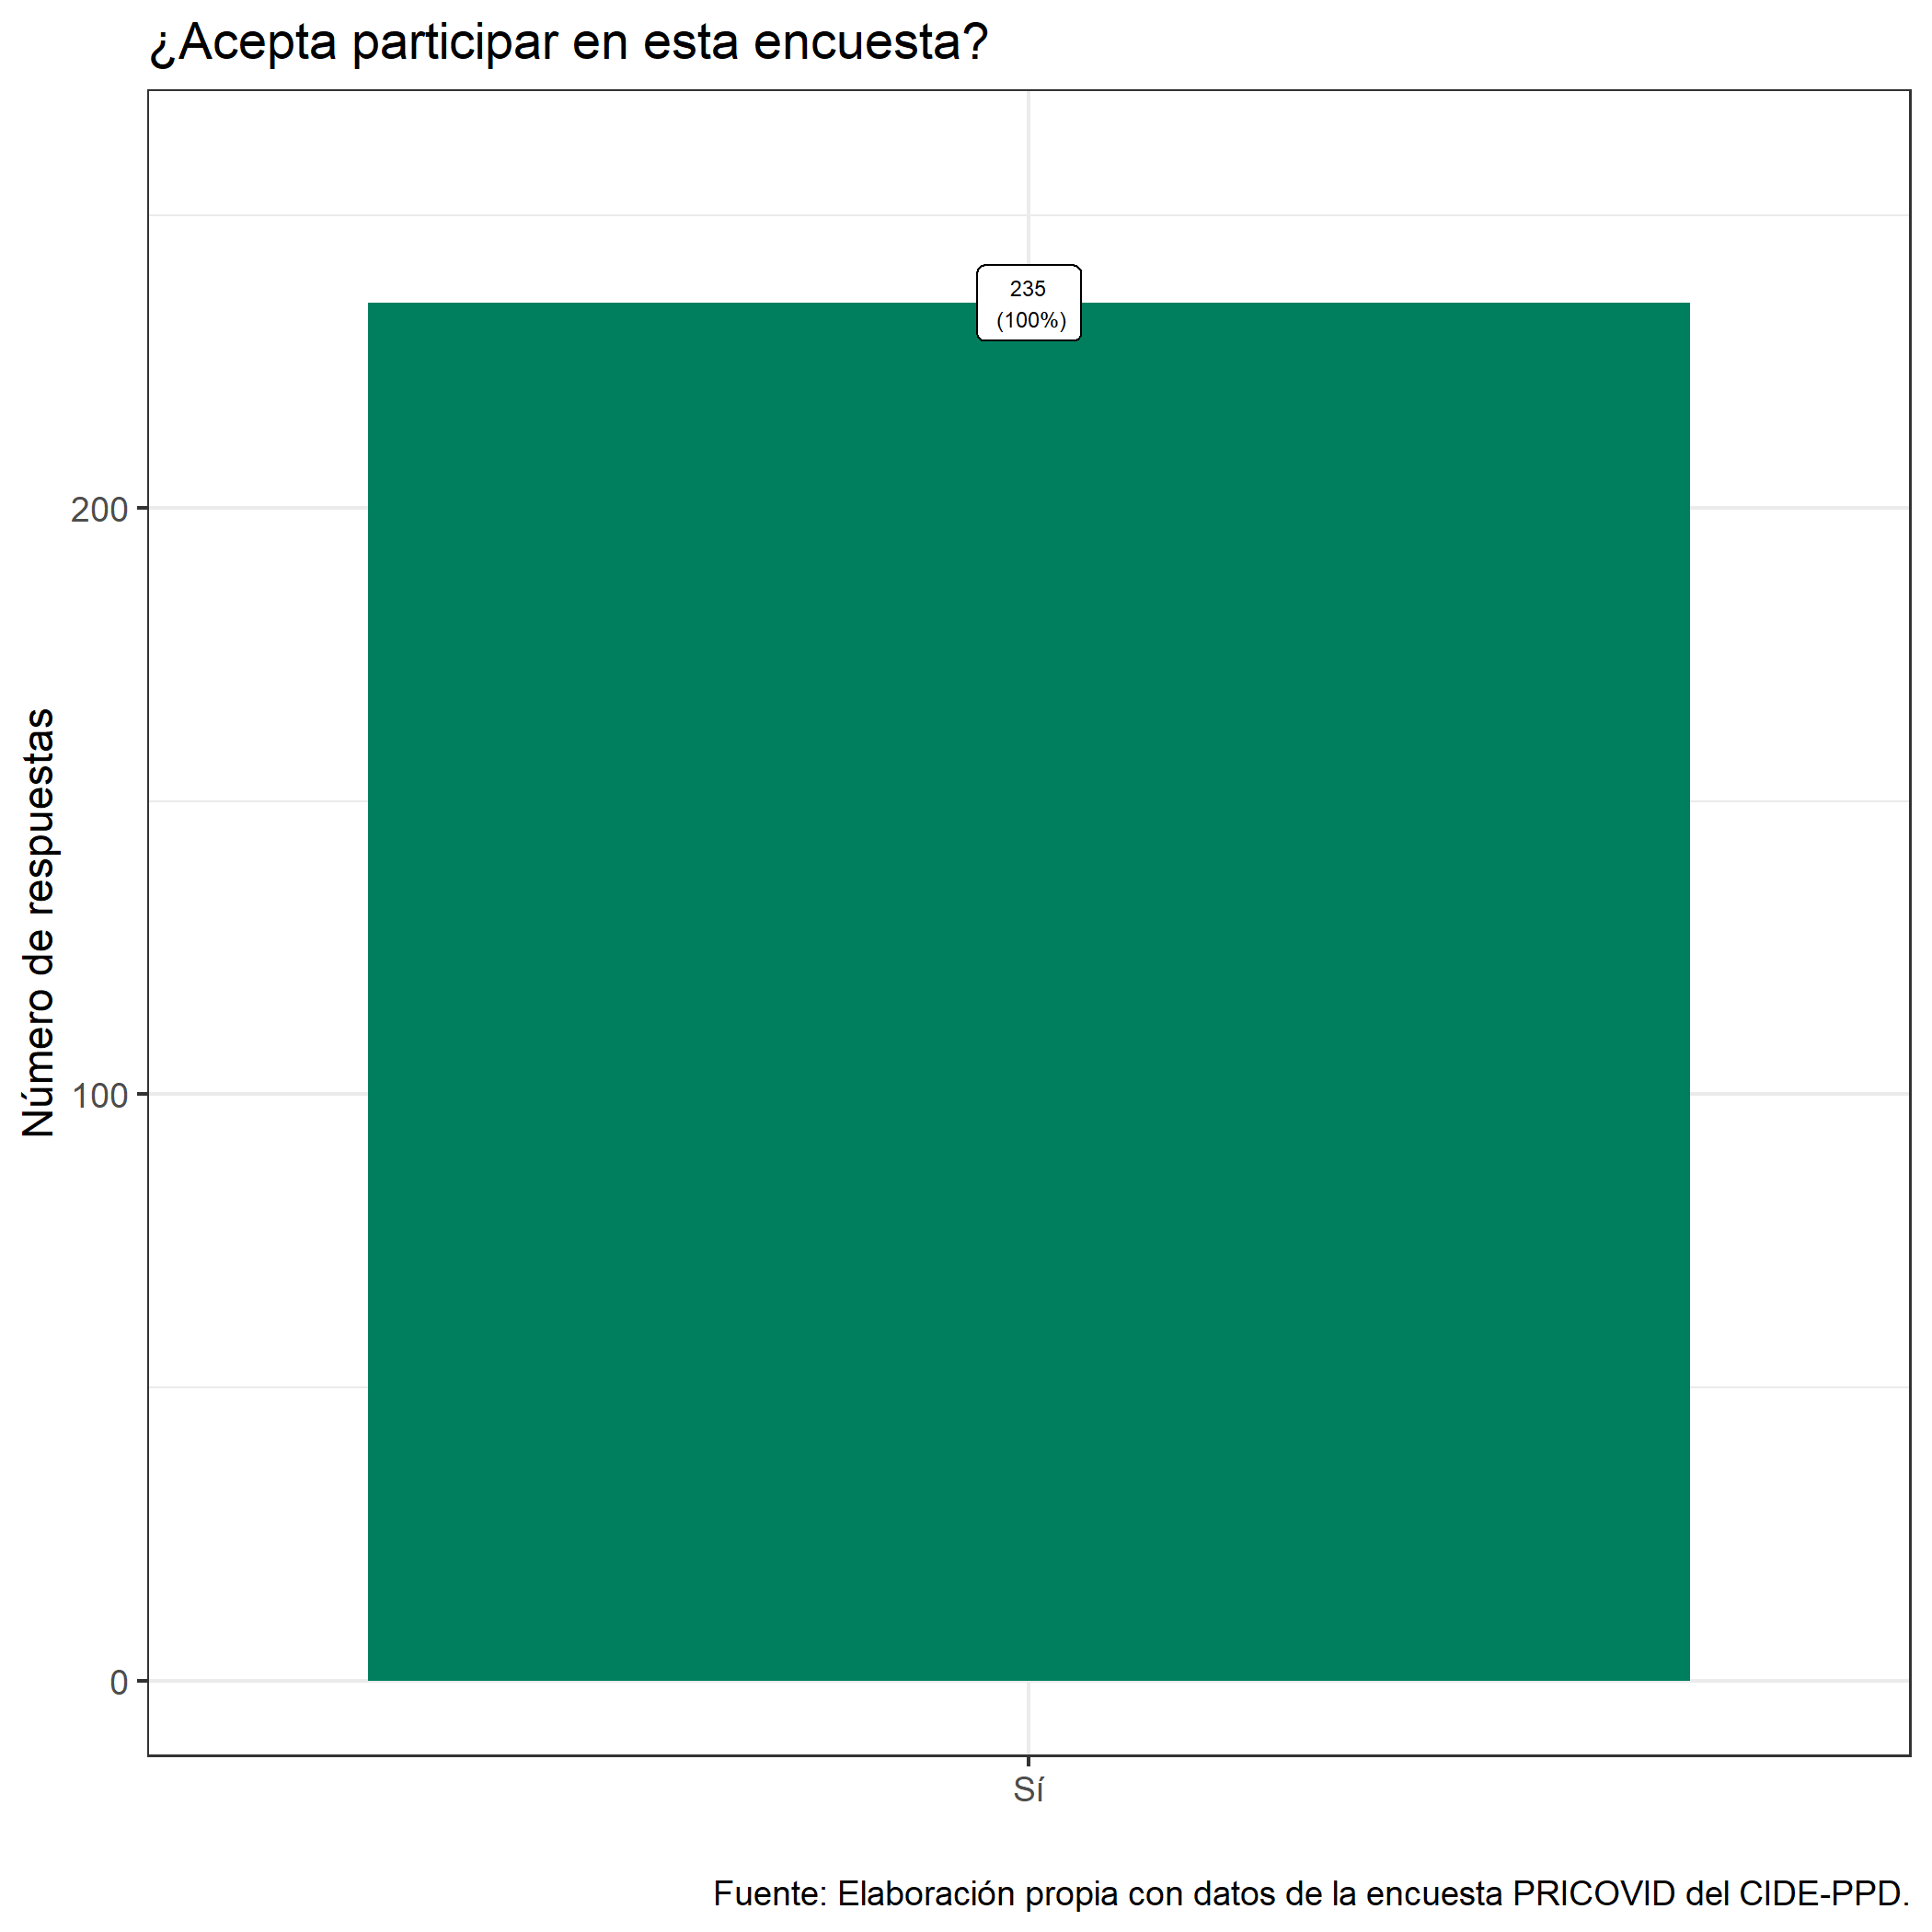 ¿Acepta participar en esta encuesta?
235
(100%)
Número de respuestas
200
100
0
Sí
Fuente: Elaboración propia con datos de la encuesta PRICOVID del CIDE-PPD.